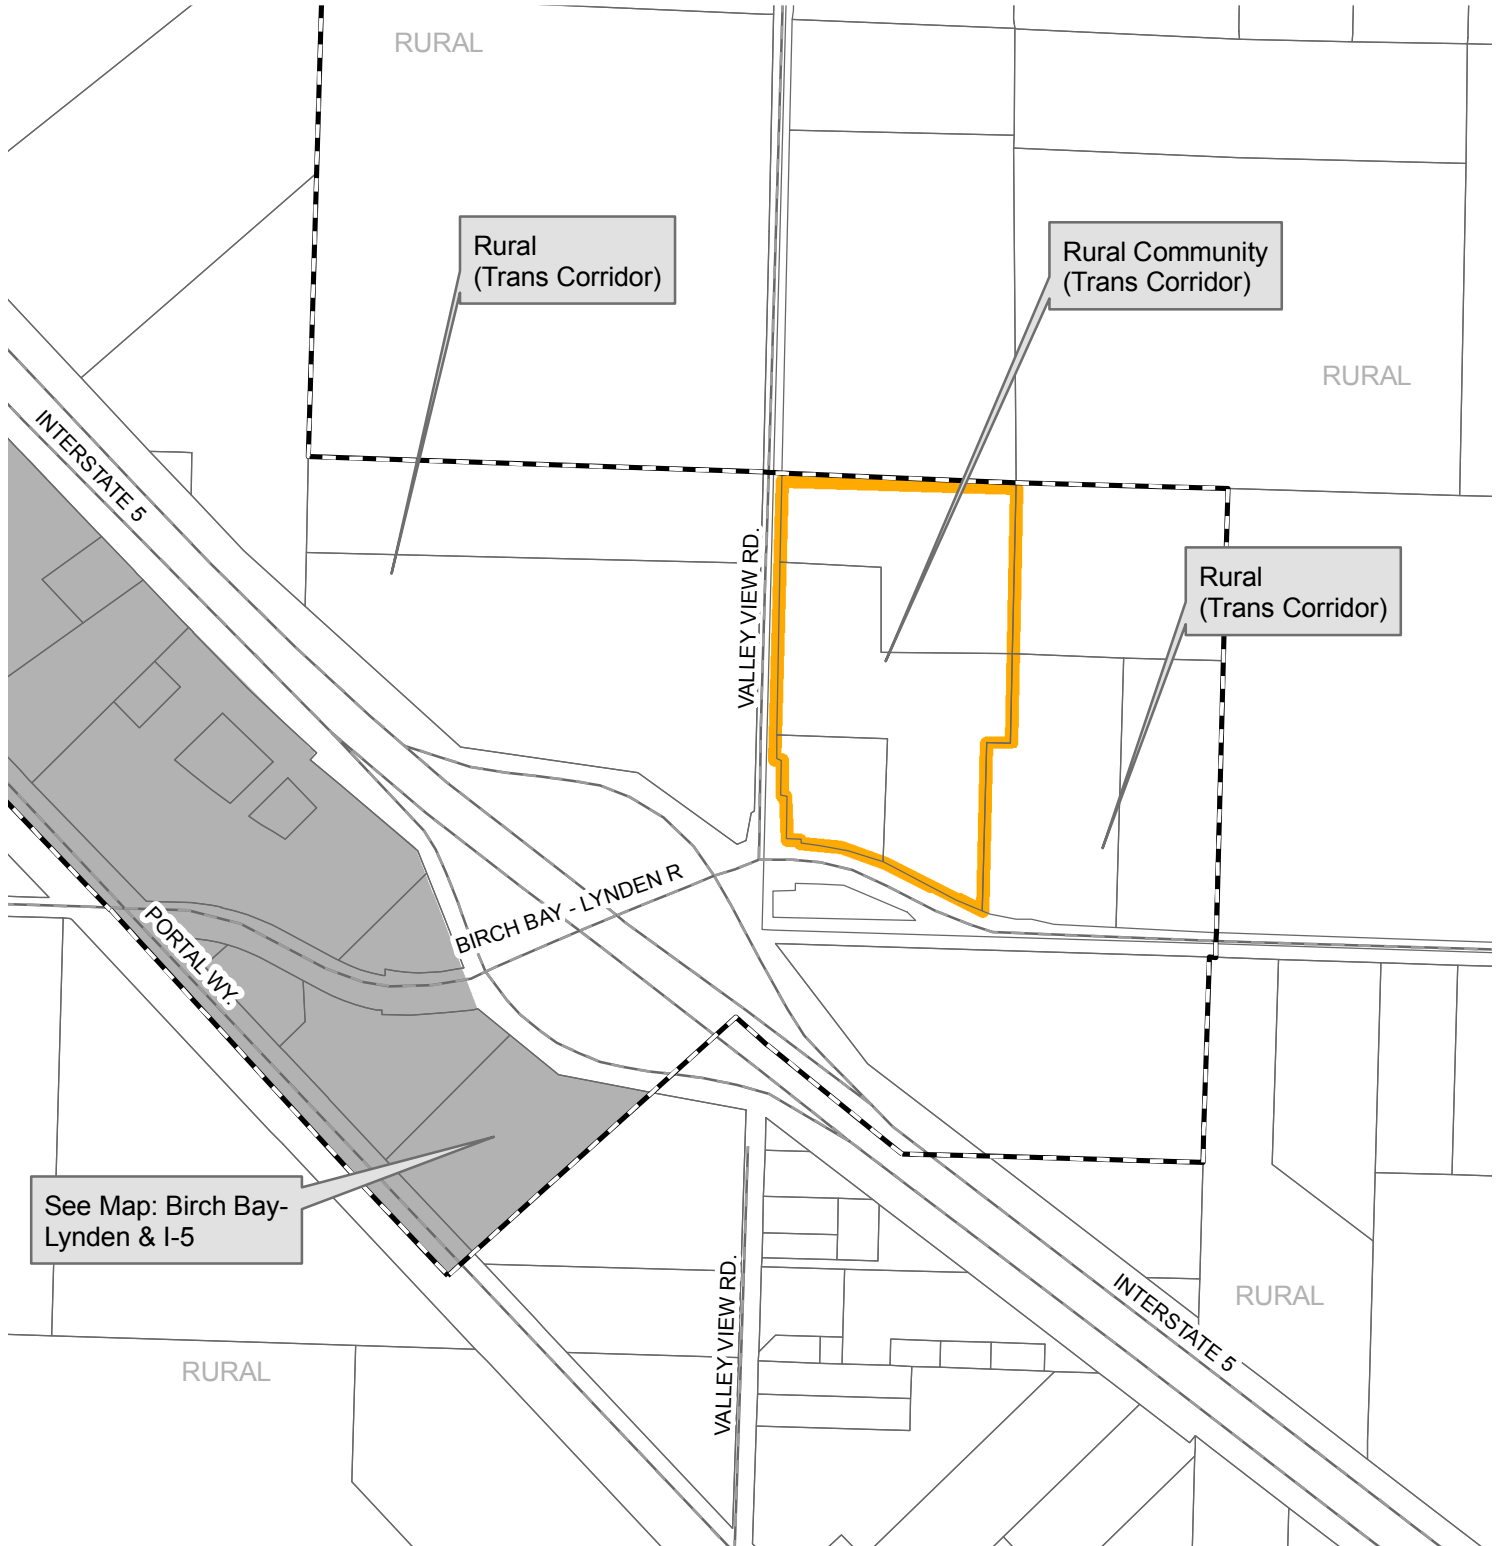 RURAL
Rural
(Trans Corridor)
Rural Community
(Trans Corridor)
RURAL
INTERSTATE 5
VALLEY VIEW RD.
Rural
(Trans Corridor)
BIRCH BAY - LYNDEN R
PORTAL WY.
See Map: Birch Bay-
Lynden & I-5
VALLEY VIEW RD.
INTERSTATE 5
RURAL
RURAL